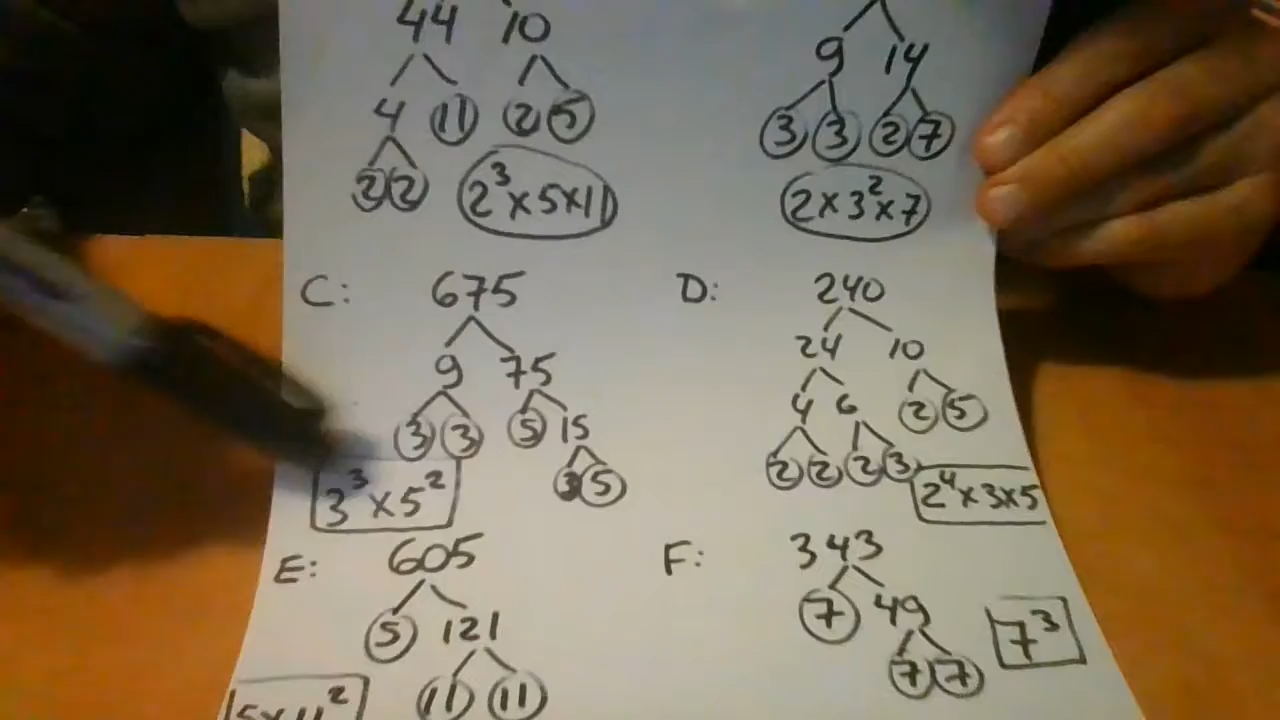 44 10
4 11 2 5
2 2 2³×5×11
9 14
3 3 2 7
2×3²×7
C: 675
9 75
3 3 5 15
3 5
3³×5²
D: 240
24 10
4 6 2 5
2 2 2 3
2⁴×3×5
E: 605
5 121
11 11
5×11²
F: 343
7 49
7 7
7³